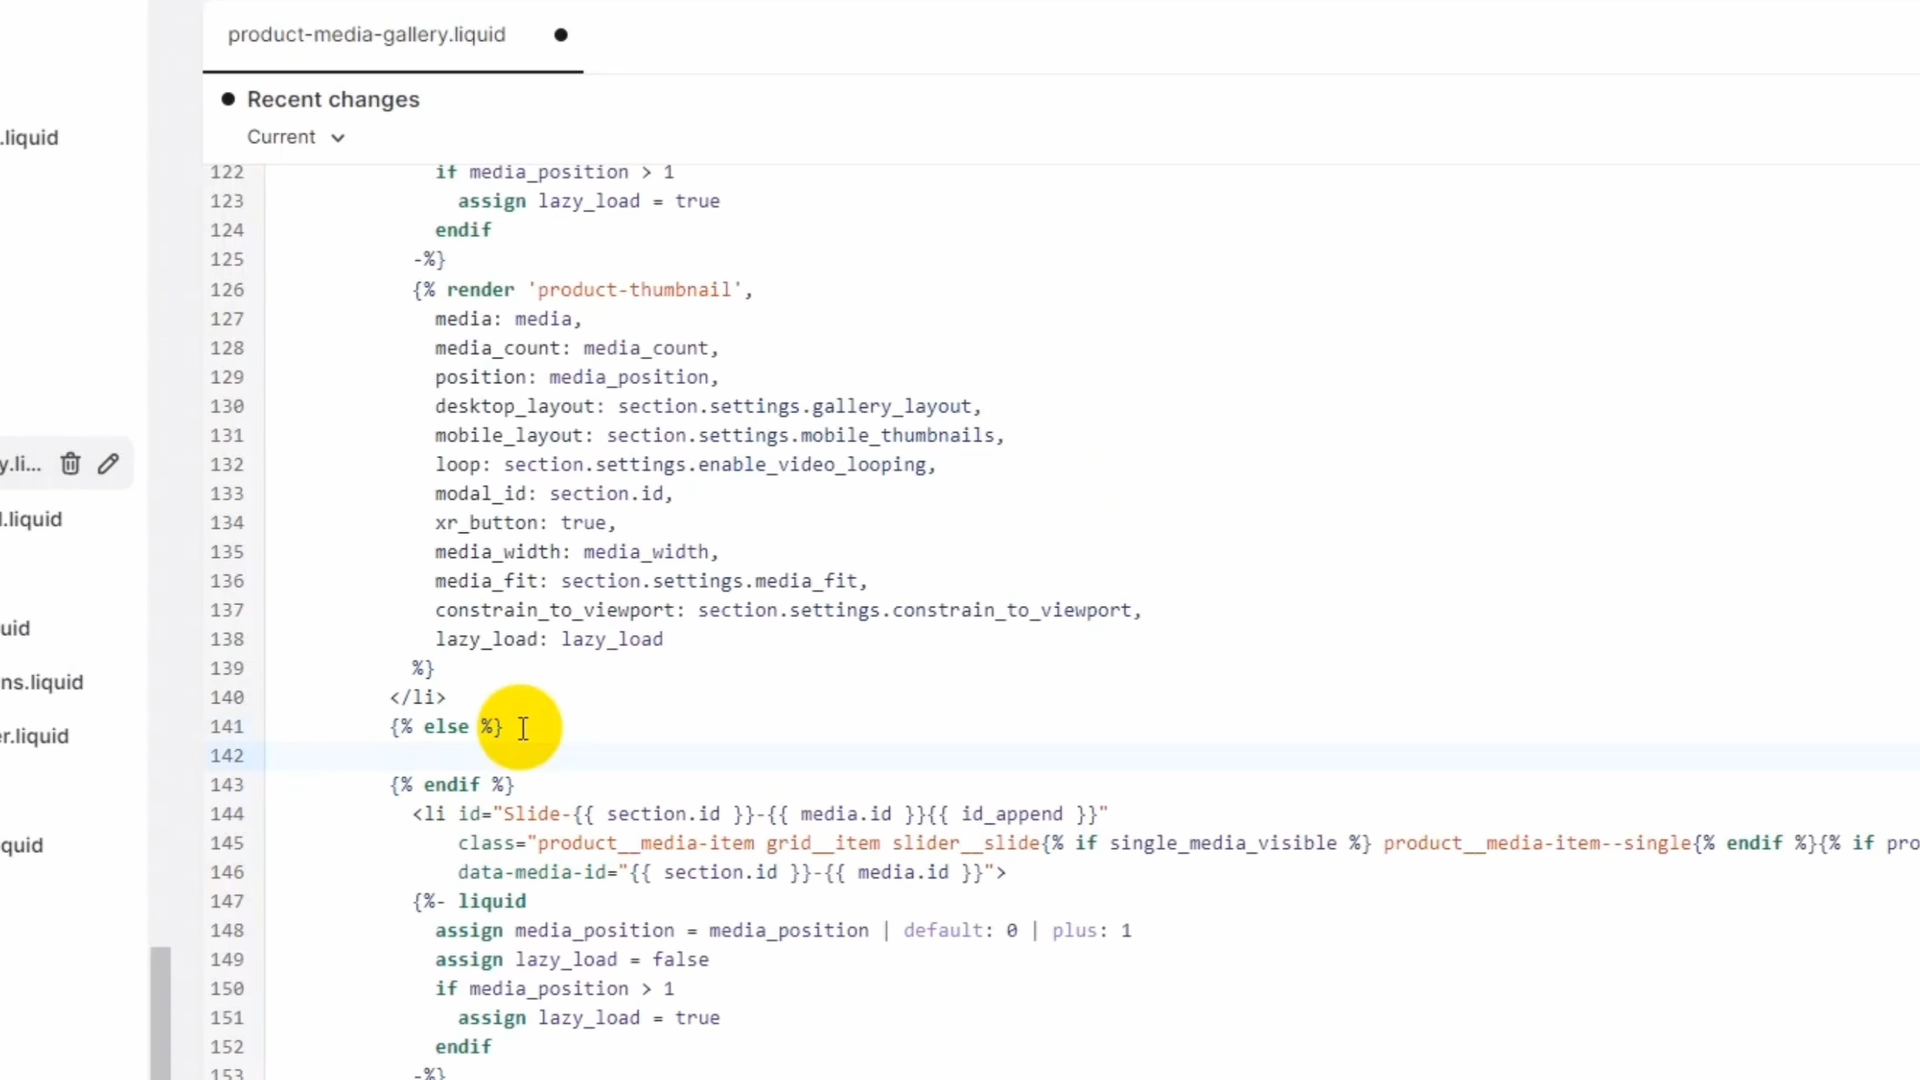 product-media-gallery.liquid
Recent changes
Current
.liquid
y.li...
l.liquid
uid
ns.liquid
er.liquid
quid
122 if media_position > 1
123 assign lazy_load = true
124 endif
125 -%}
126 {% render 'product-thumbnail',
127 media: media,
128 media_count: media_count,
129 position: media_position,
130 desktop_layout: section.settings.gallery_layout,
131 mobile_layout: section.settings.mobile_thumbnails,
132 loop: section.settings.enable_video_looping,
133 modal_id: section.id,
134 xr_button: true,
135 media_width: media_width,
136 media_fit: section.settings.media_fit,
137 constrain_to_viewport: section.settings.constrain_to_viewport,
138 lazy_load: lazy_load
139 %}
140 </li>
141 {% else %}
142
143 {% endif %}
144 <li id="Slide-{{ section.id }}-{{ media.id }}{{ id_append }}"
145 class="product__media-item grid__item slider__slide{% if single_media_visible %} product__media-item--single{% endif %}{% if pro
146 data-media-id="{{ section.id }}-{{ media.id }}">
147 {%- liquid
148 assign media_position = media_position | default: 0 | plus: 1
149 assign lazy_load = false
150 if media_position > 1
151 assign lazy_load = true
152 endif
153 -%}